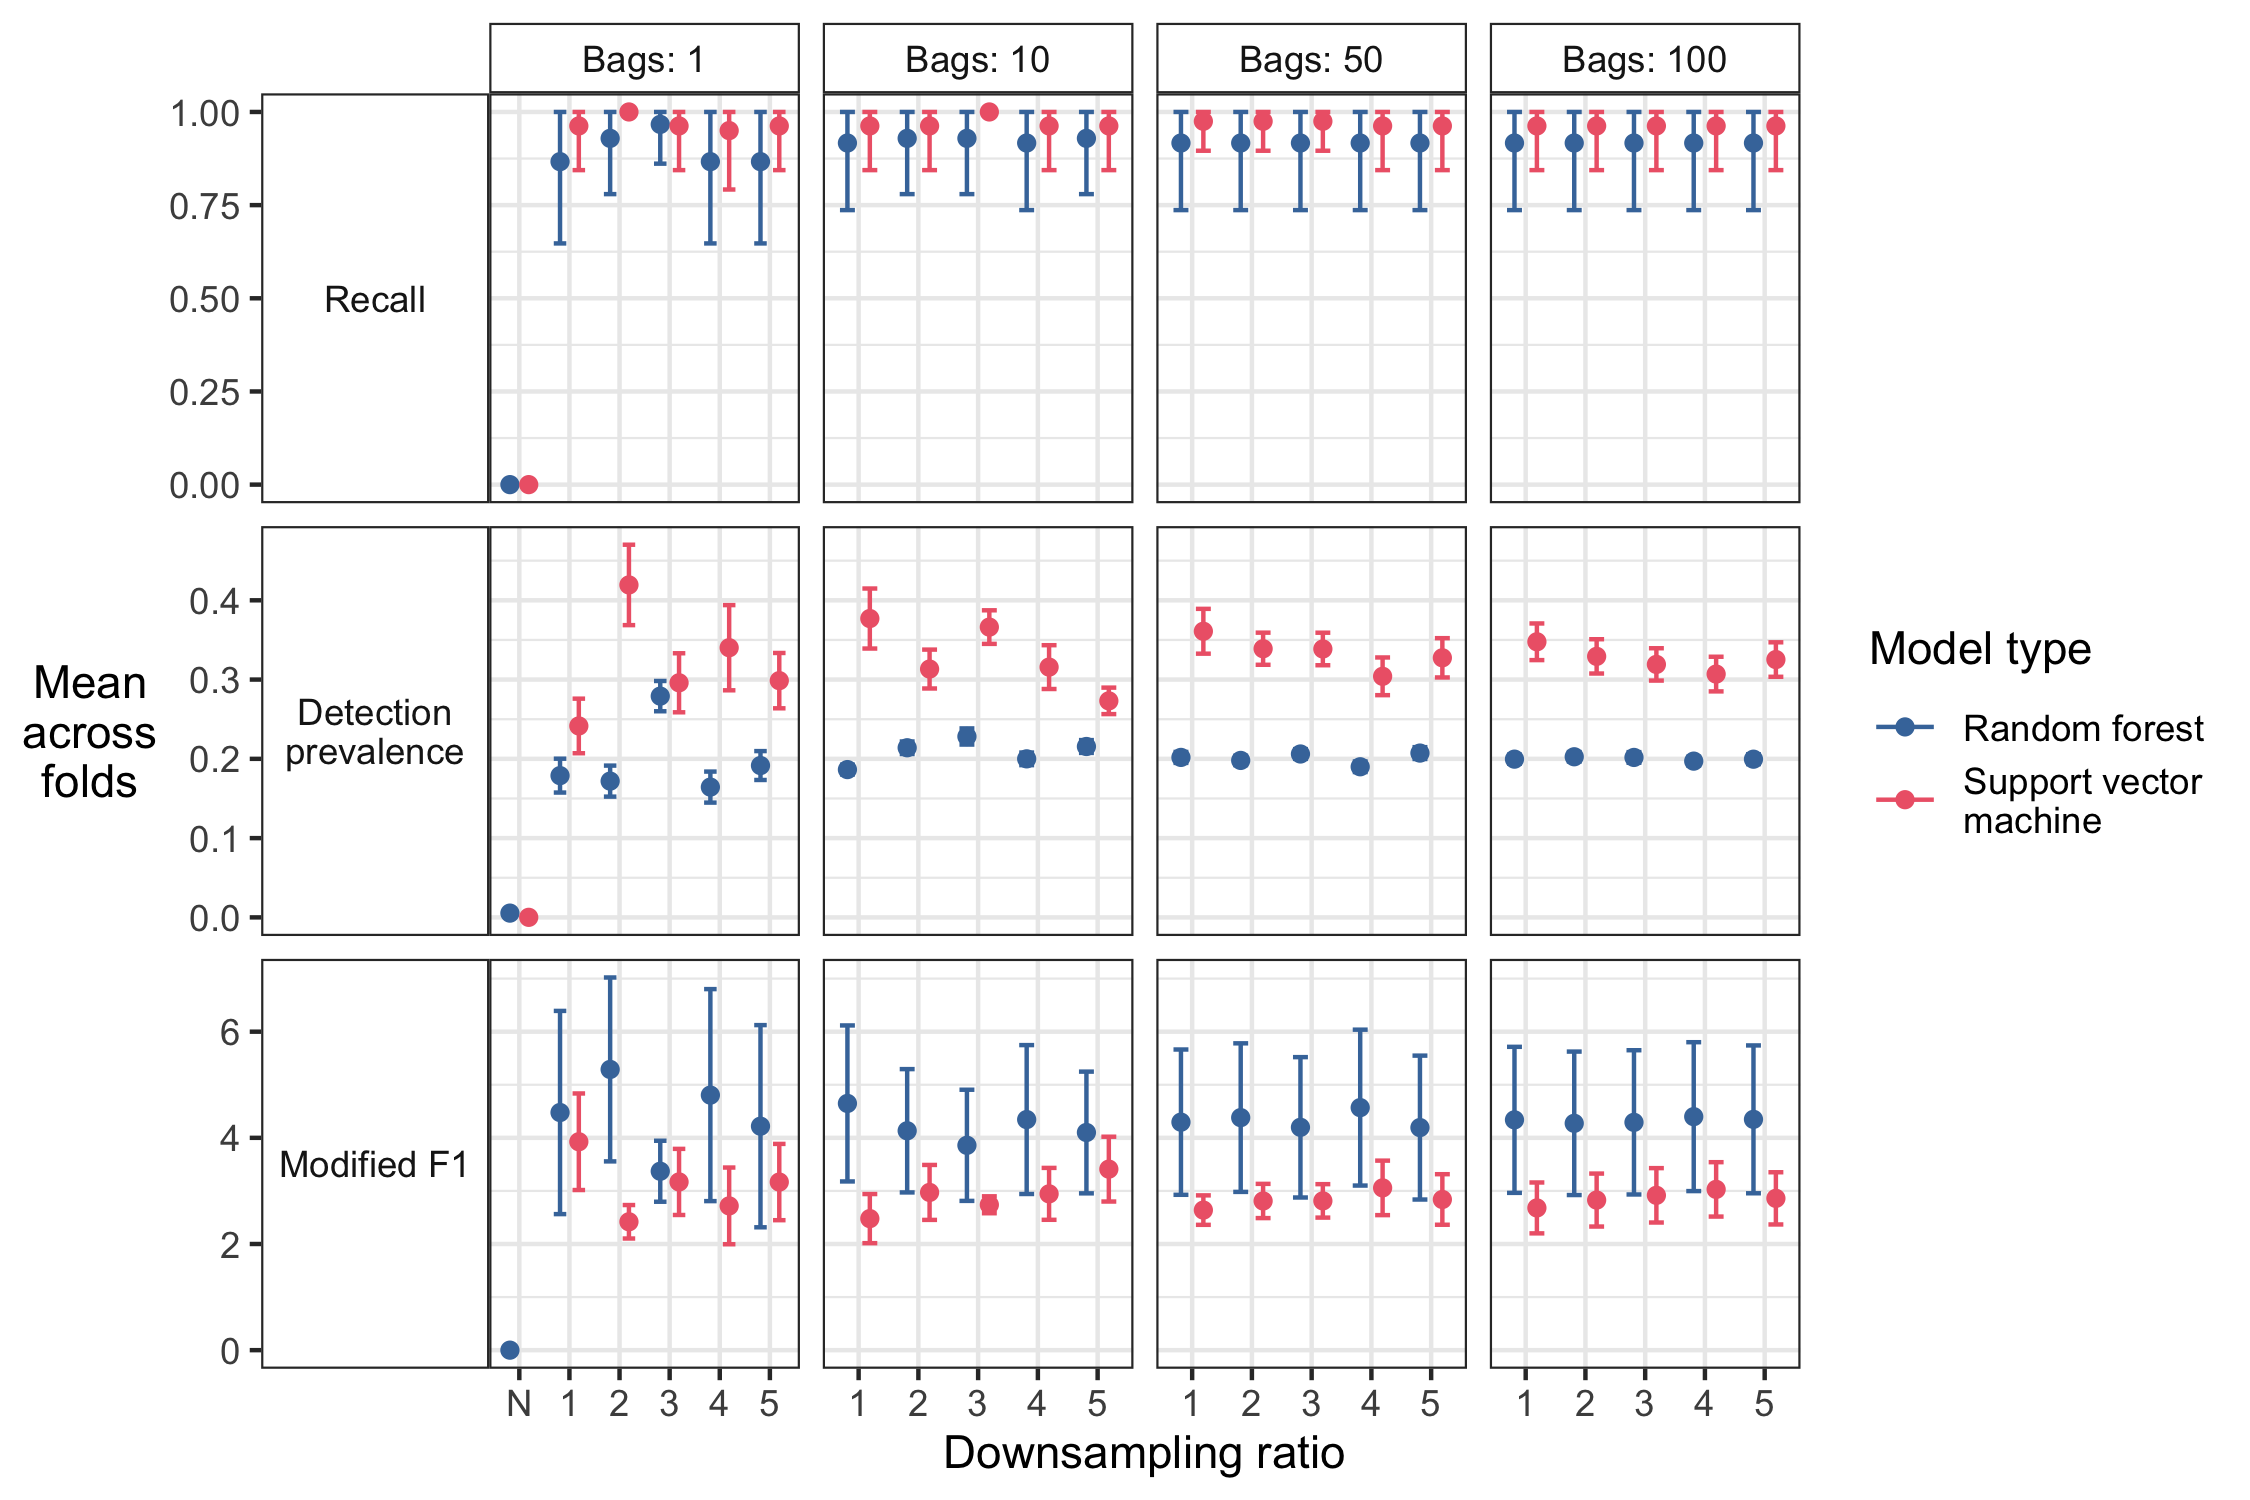 Bags: 1
Bags: 10
Bags: 50
Bags: 100
1.00
0.75
0.50
0.25
0.00
Recall
0.4
0.3
0.2
0.1
0.0
Detection
prevalence
6
4
2
0
Modified F1
Mean
across
folds
N 1 2 3 4 5
1 2 3 4 5
1 2 3 4 5
1 2 3 4 5
Downsampling ratio
Model type
Random forest
Support vector
machine